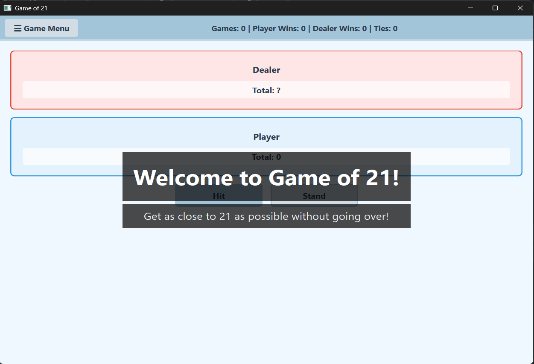 Game of 21
☰ Game Menu
Games: 0 | Player Wins: 0 | Dealer Wins: 0 | Ties: 0
Dealer
Total: ?
Player
Total: 0
Welcome to Game of 21!
Hit Stand
Get as close to 21 as possible without going over!